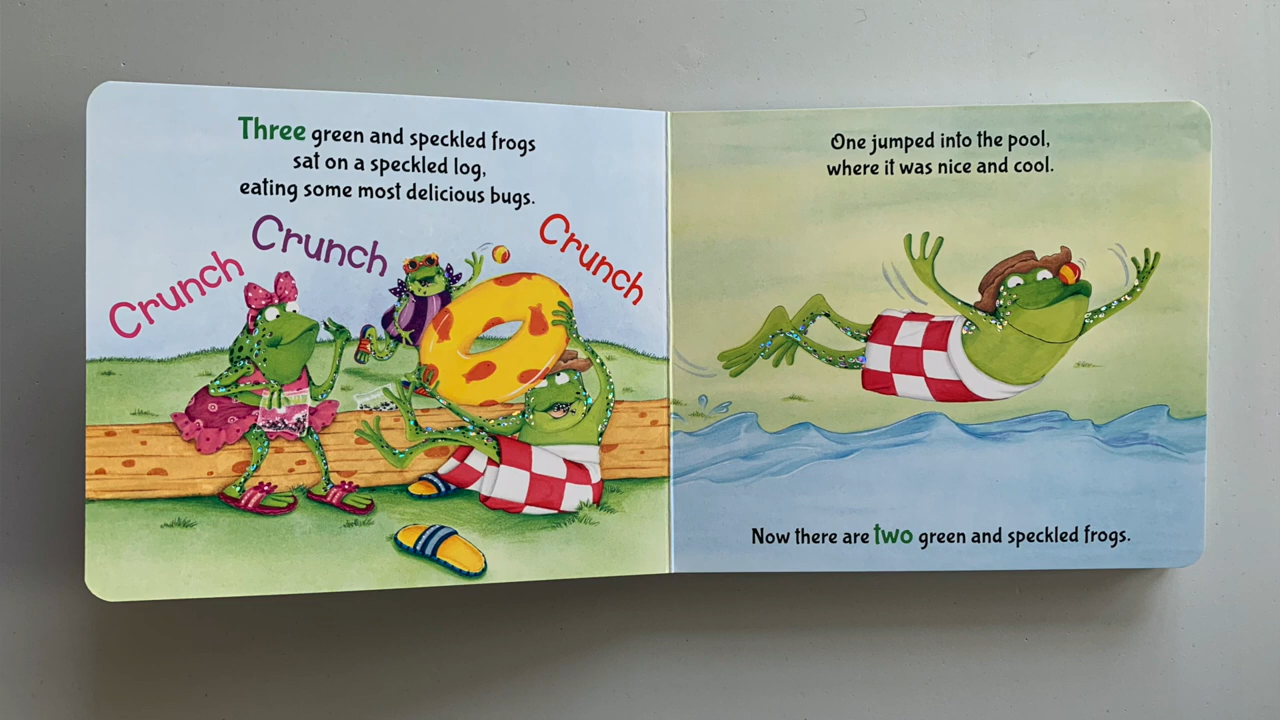 Three green and speckled frogs
sat on a speckled log,
eating some most delicious bugs.
Crunch
Crunch
Crunch
One jumped into the pool,
where it was nice and cool.
Now there are two green and speckled frogs.